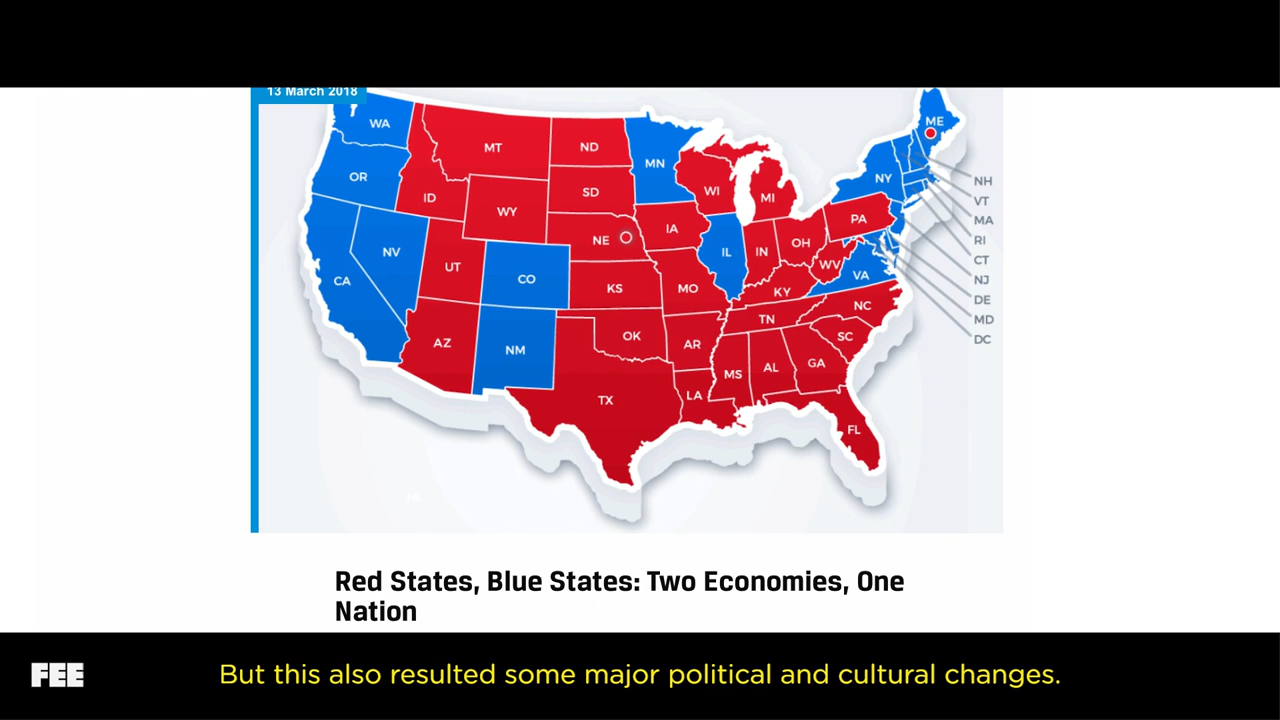 13 March 2018
WA
MT
ND
MN
ME
OR
ID
WY
SD
WI
MI
NY
NH
VT
MA
RI
CT
NJ
DE
MD
DC
NV
UT
CO
NE
IA
IL
IN
OH
PA
WV
VA
CA
KS
MO
KY
NC
AZ
NM
OK
AR
TN
SC
TX
LA
MS
AL
GA
FL
HI
Red States, Blue States: Two Economies, One
Nation
FEE
But this also resulted some major political and cultural changes.